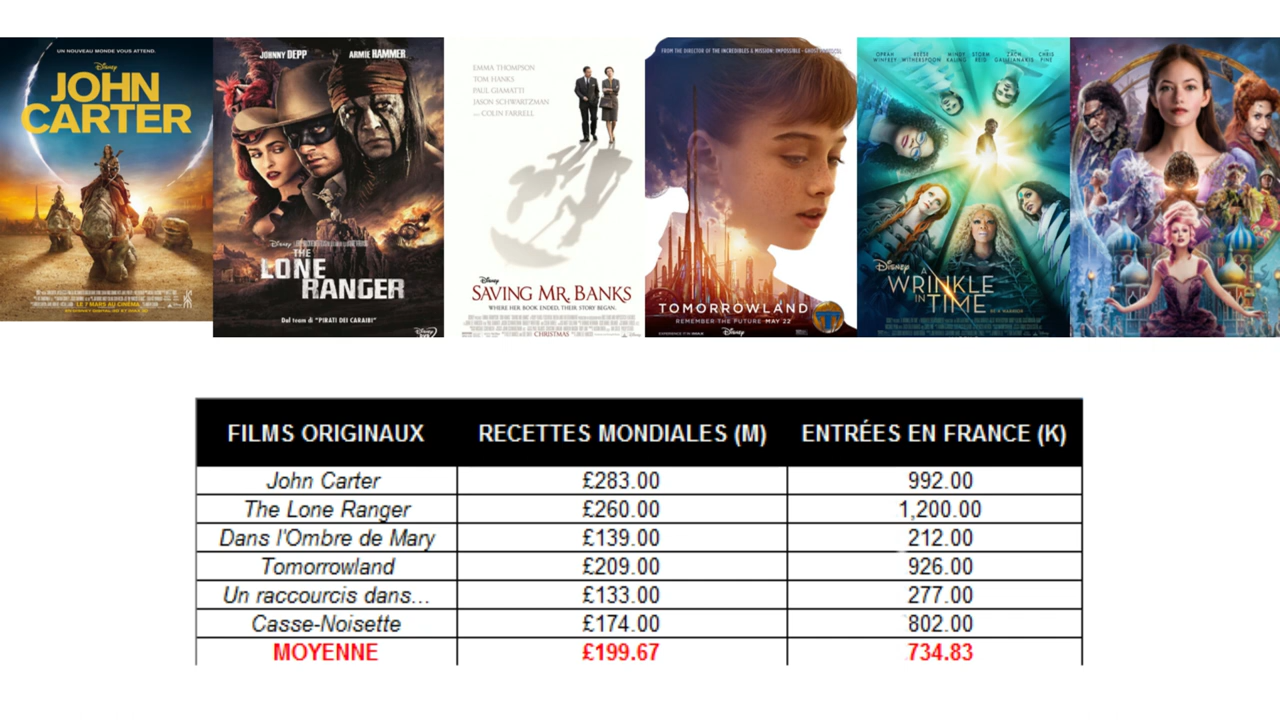 UN NOUVEAU MONDE VOUS ATTEND.
Disney
JOHN
CARTER
LE 7 MARS AU CINÉMA
JOHNNY DEPP ARMIE HAMMER
Disney
THE
LONE
RANGER
Dal team di "PIRATI DEI CARAIBI"
Disney
EMMA THOMPSON
TOM HANKS
PAUL GIAMATTI
JASON SCHWARTZMAN
AND COLIN FARRELL
Disney
SAVING MR. BANKS
WHERE HER BOOK ENDED, THEIR STORY BEGAN.
CHRISTMAS
FROM THE DIRECTOR OF THE INCREDIBLES & MISSION: IMPOSSIBLE - GHOST PROTOCOL
TOMORROWLAND
REMEMBER THE FUTURE MAY 22
Disney
OPRAH WINFREY REESE WITHERSPOON MINDY KALING STORM REID ZACH GALIFIANAKIS CHRIS PINE
Disney
A
WRINKLE
IN TIME
FILMS ORIGINAUX RECETTES MONDIALES (M) ENTRÉES EN FRANCE (K)
John Carter £283.00 992.00
The Lone Ranger £260.00 1,200.00
Dans l'Ombre de Mary £139.00 212.00
Tomorrowland £209.00 926.00
Un raccourcis dans... £133.00 277.00
Casse-Noisette £174.00 802.00
MOYENNE £199.67 734.83